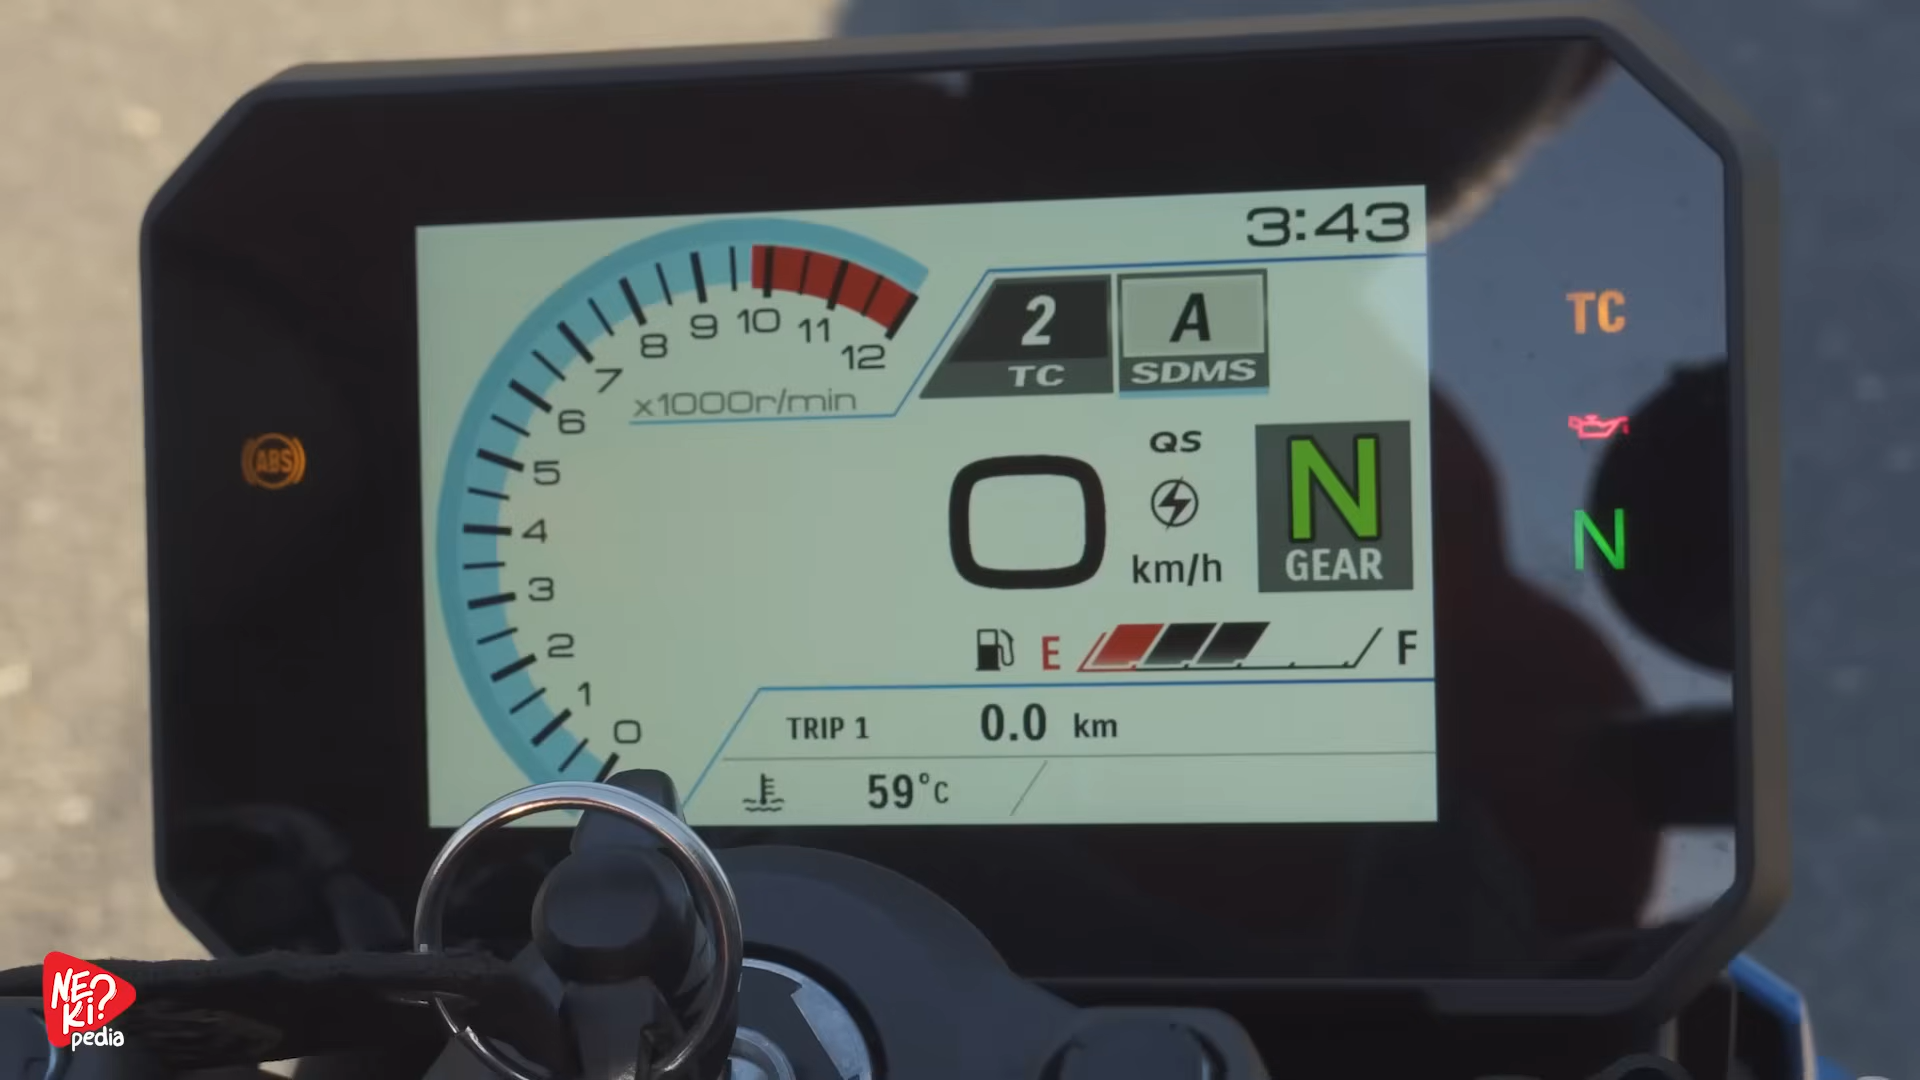 3:43
2
TC
A
SDMS
12
11
10
9
8
7
6
5
4
3
2
1
0
x1000r/min
QS
0
km/h
N
GEAR
E
F
TRIP 1 0.0 km
59°C
ABS
TC
N
NE?
Ki
pedia